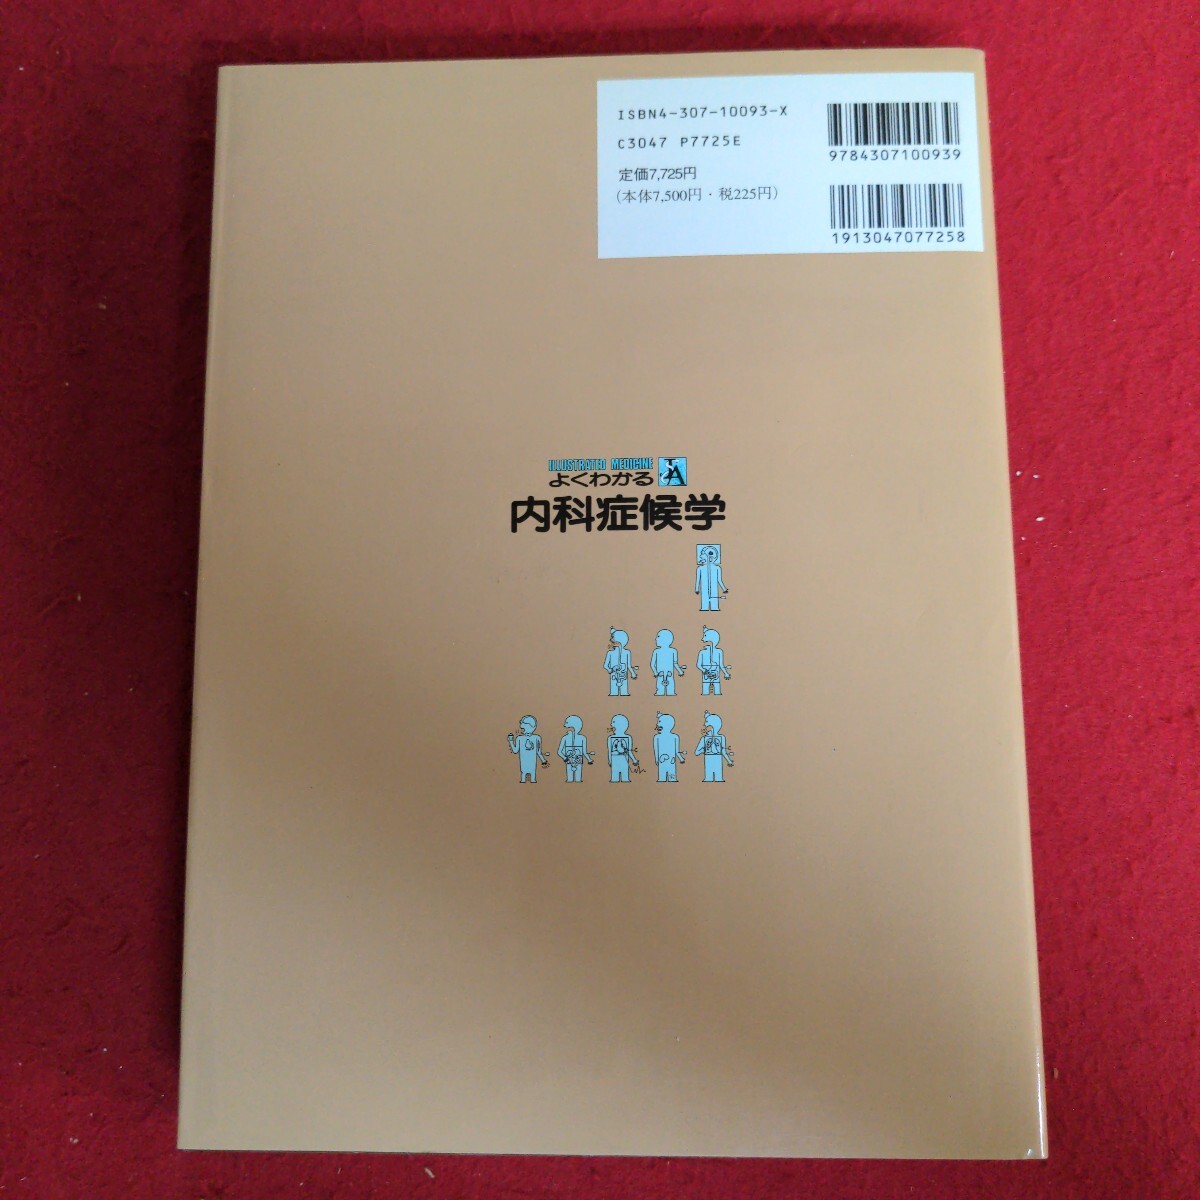 ISBN4-307-10093-X
C3047 P7725E
定価7,725円
(本体7,500円・税225円)
9784307100939
1913047077258
ILLUSTRATED MEDICINE
よくわかる
内科症候学